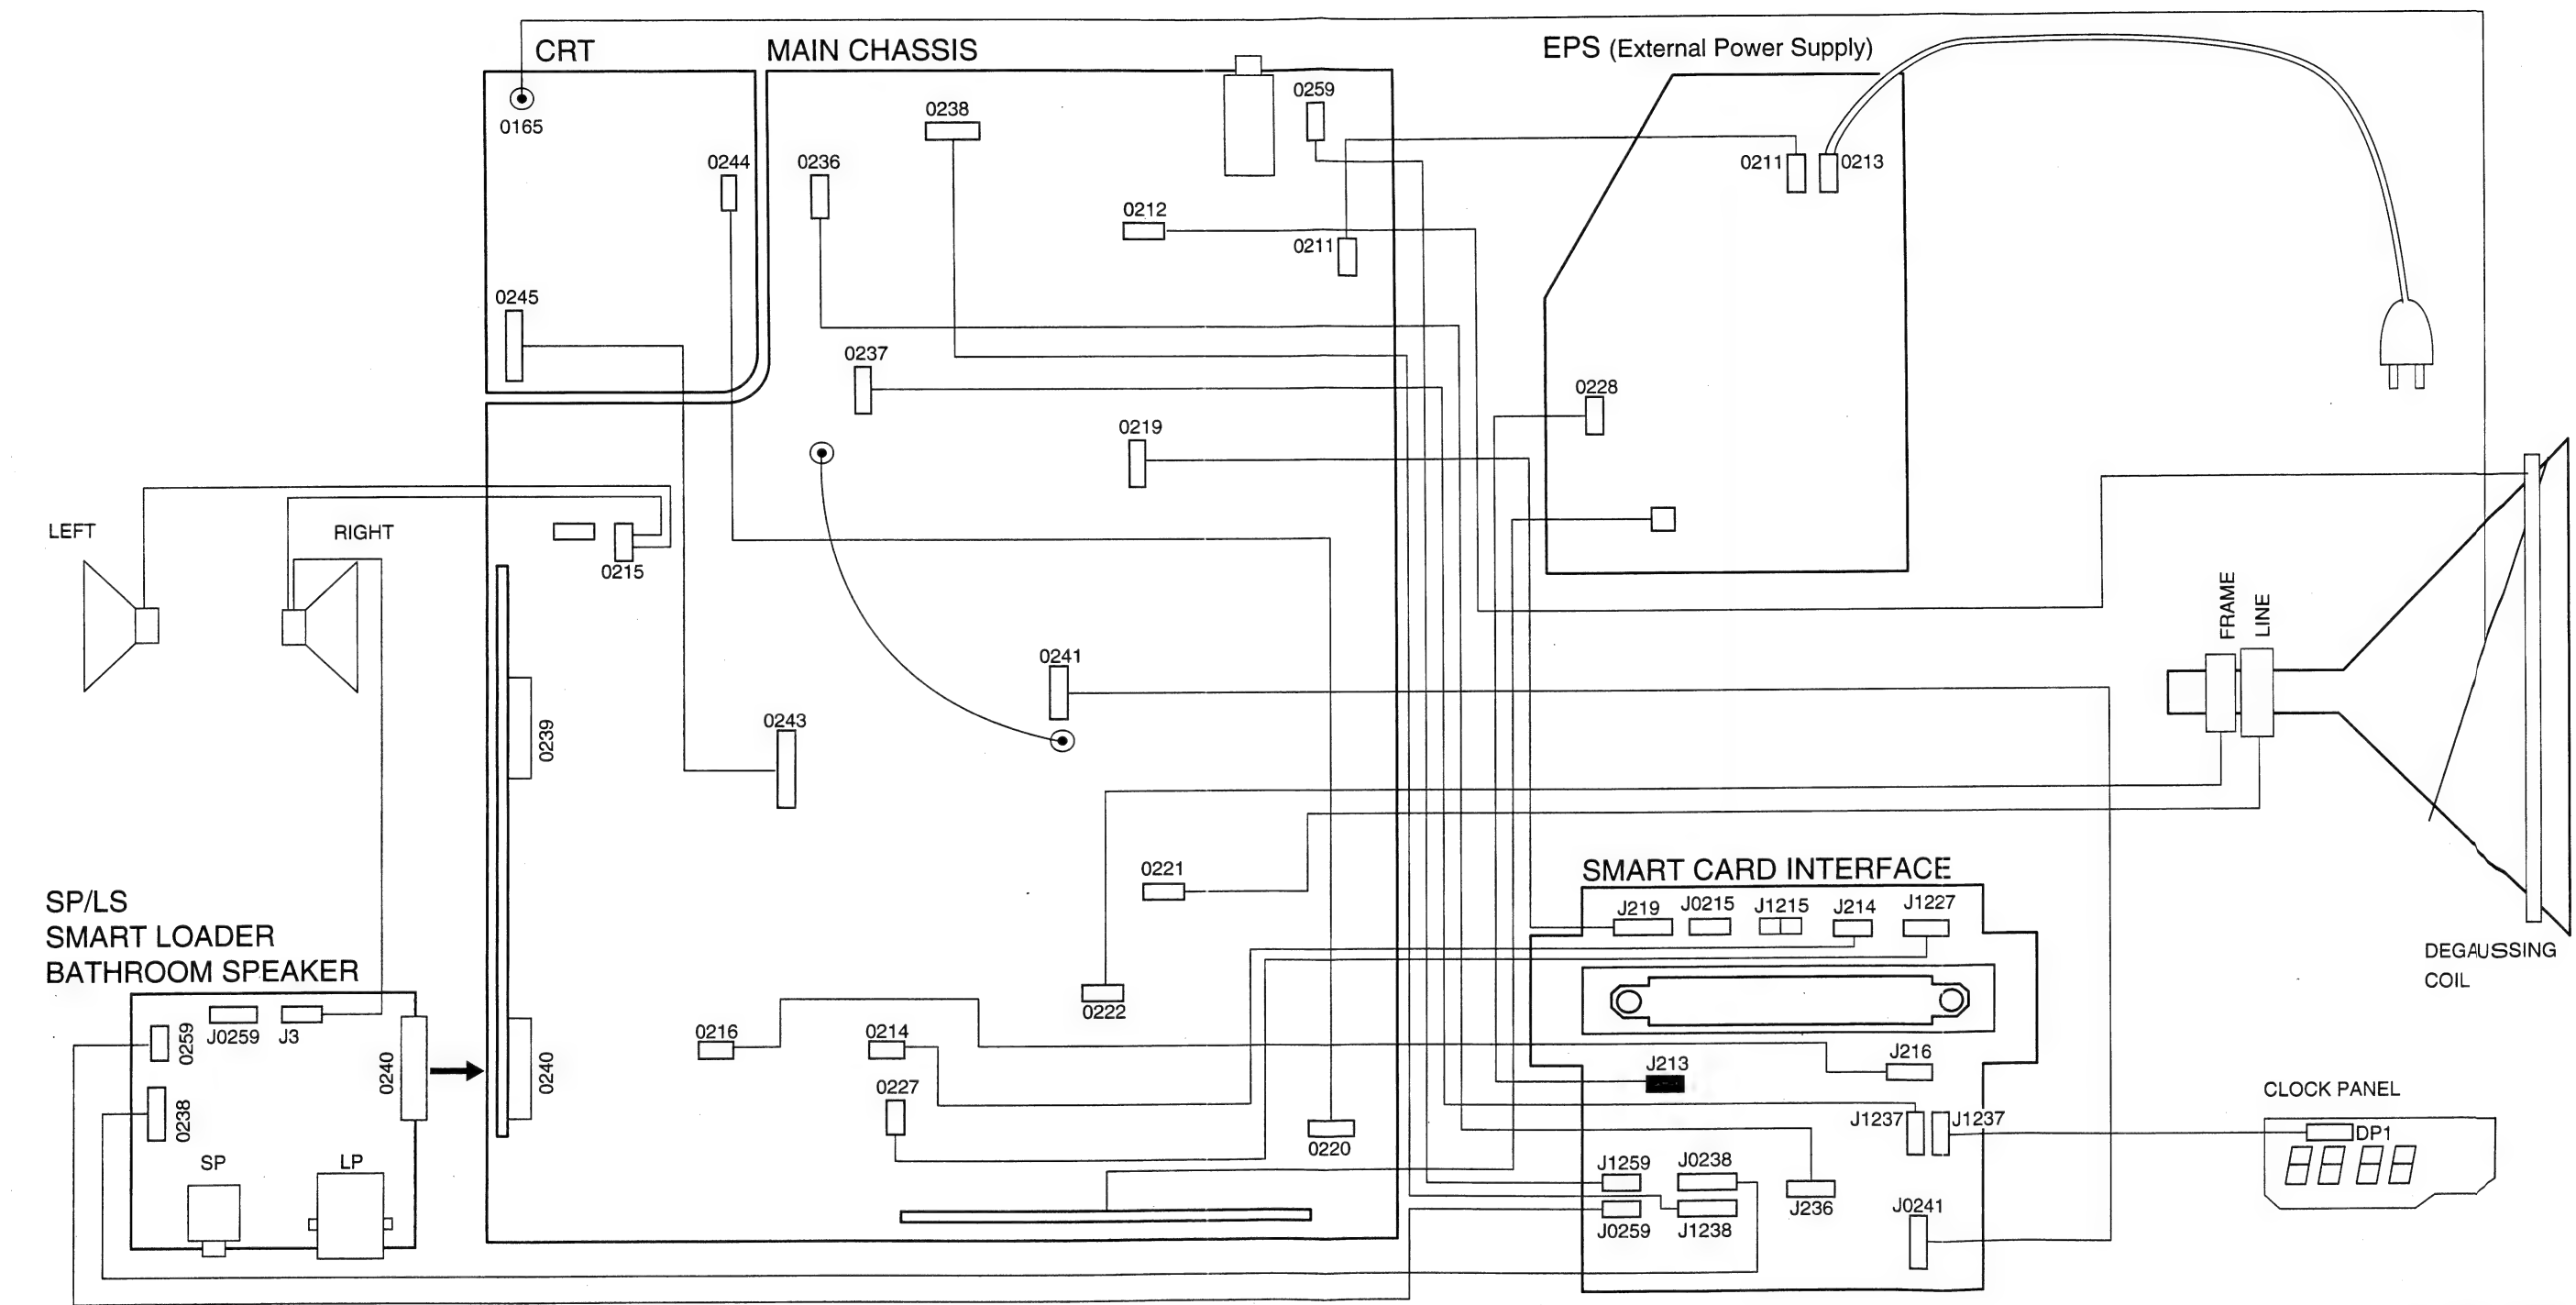 CRT
MAIN CHASSIS
EPS (External Power Supply)
0165
0244
0236
0238
0259
0212
0211
0211
0213
0245
0237
0219
0228
LEFT
RIGHT
0215
0241
0243
0239
FRAME
LINE
0221
SP/LS
SMART LOADER
BATHROOM SPEAKER
0259
J0259
J3
0238
0240
SP
LP
0240
0216
0214
0222
0227
0220
SMART CARD INTERFACE
J219
J0215
J1215
J214
J1227
J213
J216
J1237
J1237
J1259
J0238
J0259
J1238
J236
J0241
DEGAUSSING
COIL
CLOCK PANEL
DP1
8888